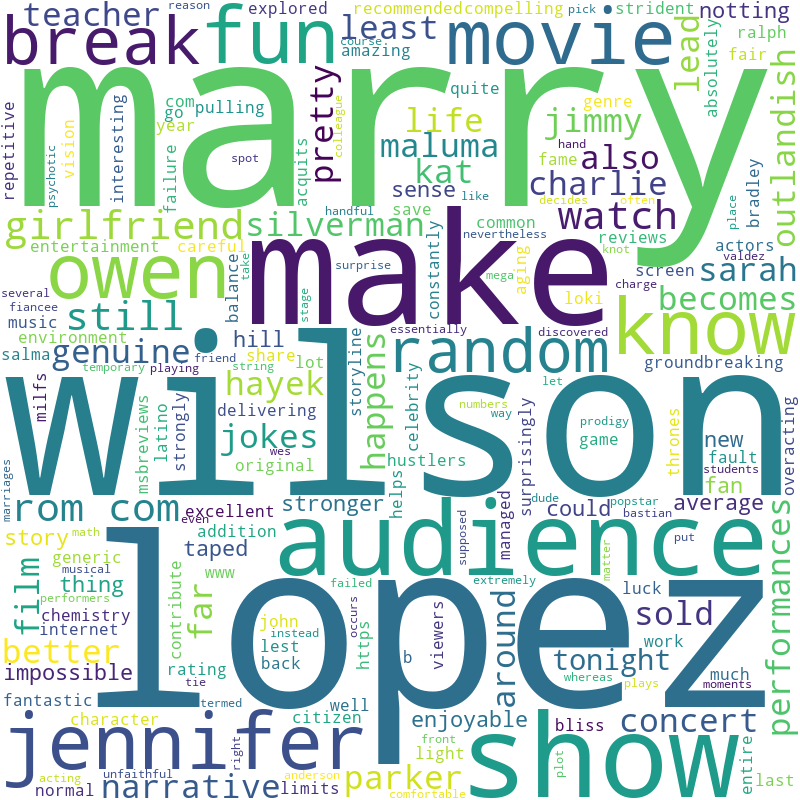 teacher reason explored recommendedcompelling pick strident notting
break fun course. least movie lead ralph
amazing absolutely fair
marry
repetitive vision com go year pulling interesting failure pretty colleague quite life genre jimmy outlandish
maluma fame hand also
psychotic spot acquits kat charlie
sense like often decides place bradley
girlfriend silverman handful save common watch
entertainment careful nevertheless reviews actors
owen make constantly knot valdez
several balance take surprise aging mega screen sarah
fiancee stage loki charge becomes
music still essentially discovered know
environment hill random
salma genuine share friend string storyline groundbreaking
temporary playing lot let
wilson
milfs hayek happens celebrity numbers
msbreviews latino strongly delivering way prodigy
jokes hustlers surprisingly game thrones new overacting
original wes fault students
marriages rom com excellent even stronger helps dude popstar could average fan
bastian put
story math addition audience supposed managed
generic musical taped
film thing www matter
performers failed extremely
lopez
chemistry contribute far john luck sold performances
internet instead occurs viewers around
better lest work
impossible rating back https b tonight much
tie whereas plays moments
fantastic termed well
character citizen enjoyable bliss concert
jennifer right light front show
unfaithful anderson plot entire
acting narrative limits parker last
normal comfortable